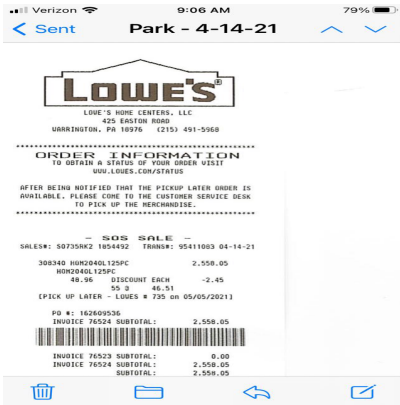 Verizon 9:06 AM 79%
Sent Park - 4-14-21
LOWE'S®
LOWE'S HOME CENTERS, LLC
425 EASTON ROAD
WARRINGTON, PA 18976 (215) 491-5968
ORDER INFORMATION
TO OBTAIN A STATUS OF YOUR ORDER VISIT
WWW.LOWES.COM/STATUS
AFTER BEING NOTIFIED THAT THE PICKUP LATER ORDER IS
AVAILABLE, PLEASE COME TO THE CUSTOMER SERVICE DESK
TO PICK UP THE MERCHANDISE.
- SOS SALE -
SALES#: S0735RK2 1854492 TRANS#: 95411083 04-14-21
308340 HGM2040L125PC 2,558.05
HGM2040L125PC
48.96 DISCOUNT EACH -2.45
55 @ 46.51
[PICK UP LATER - LOWES # 735 on 05/05/2021]
PO #: 162609536
INVOICE 76524 SUBTOTAL: 2,558.05
INVOICE 76523 SUBTOTAL: 0.00
INVOICE 76524 SUBTOTAL: 2,558.05
SUBTOTAL: 2,558.05